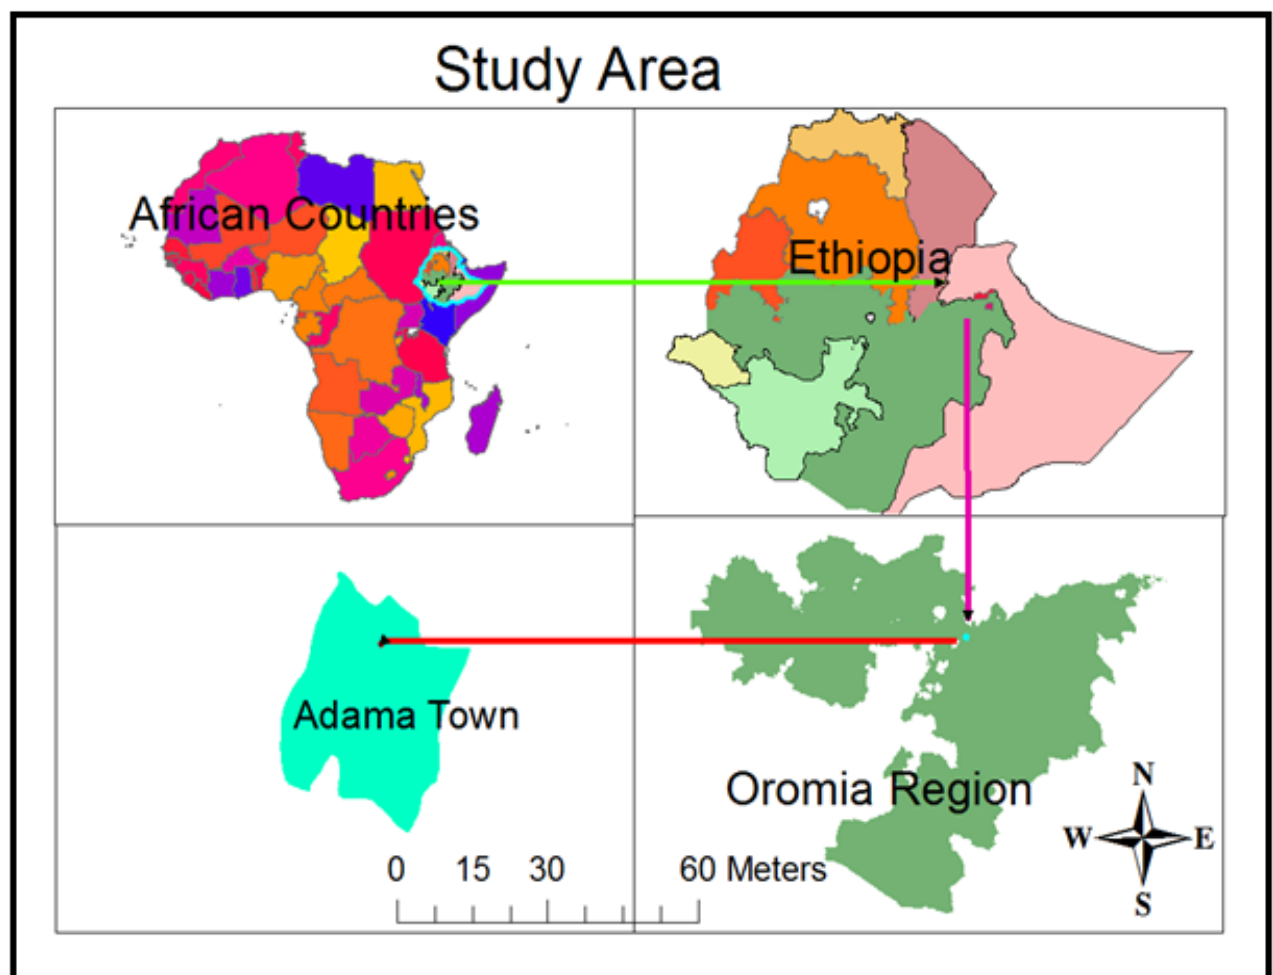 Study Area
African Countries
Ethiopia
Adama Town
Oromia Region
N
W E
S
0 15 30 60 Meters